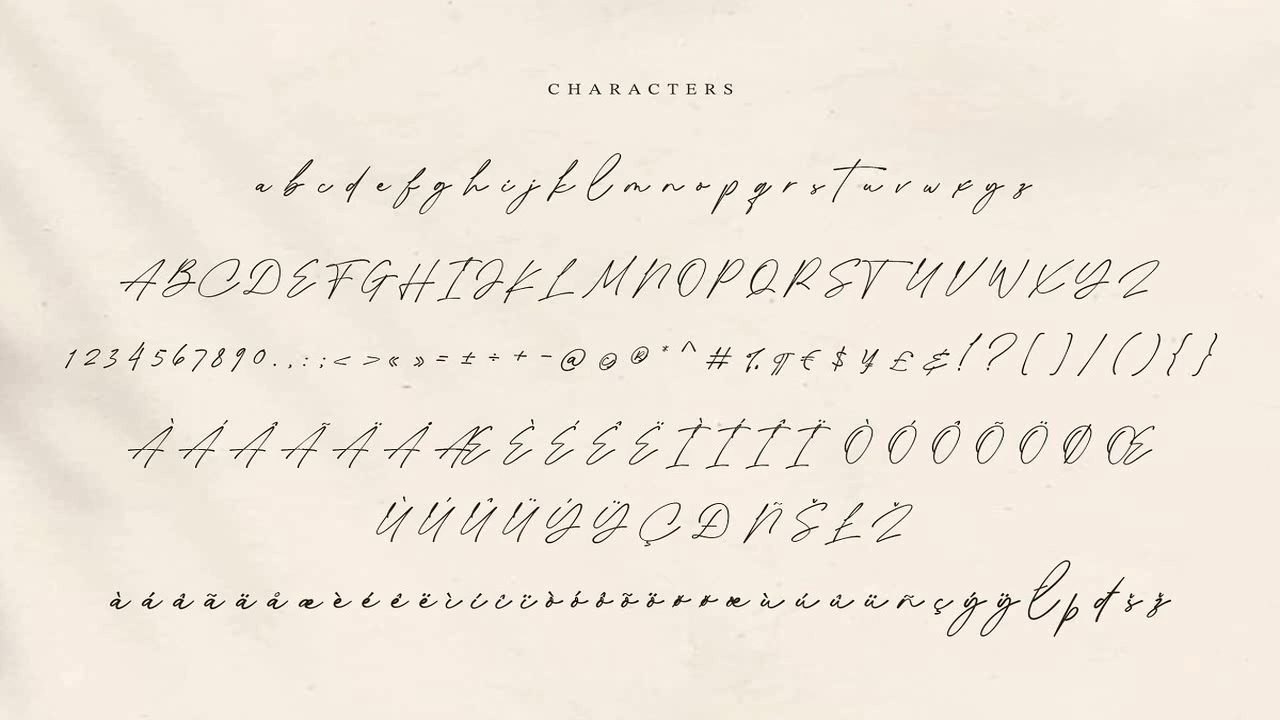 CHARACTERS
a b c d e f g h i j k l m n o p q r s t u v w x y z
A B C D E F G H I J K L M N O P Q R S T U V W X Y Z
1 2 3 4 5 6 7 8 9 0 . , : ; < > « » = ± ÷ + − @ © ® * ^ # % ¶ € $ ¥ £ & ! ? [ ] / ( ) { }
À Á Â Ã Ä Å Æ È É Ê Ë Ì Í Î Ï Ò Ó Ô Õ Ö Ø Œ
Ù Ú Û Ü Ý Ÿ Ç Ð Ñ Š Ł Ž
à á â ã ä å æ è é ê ë ì í î ï ò ó ô õ ö ø œ ù ú û ü ñ ç ý ÿ ł þ đ š ž